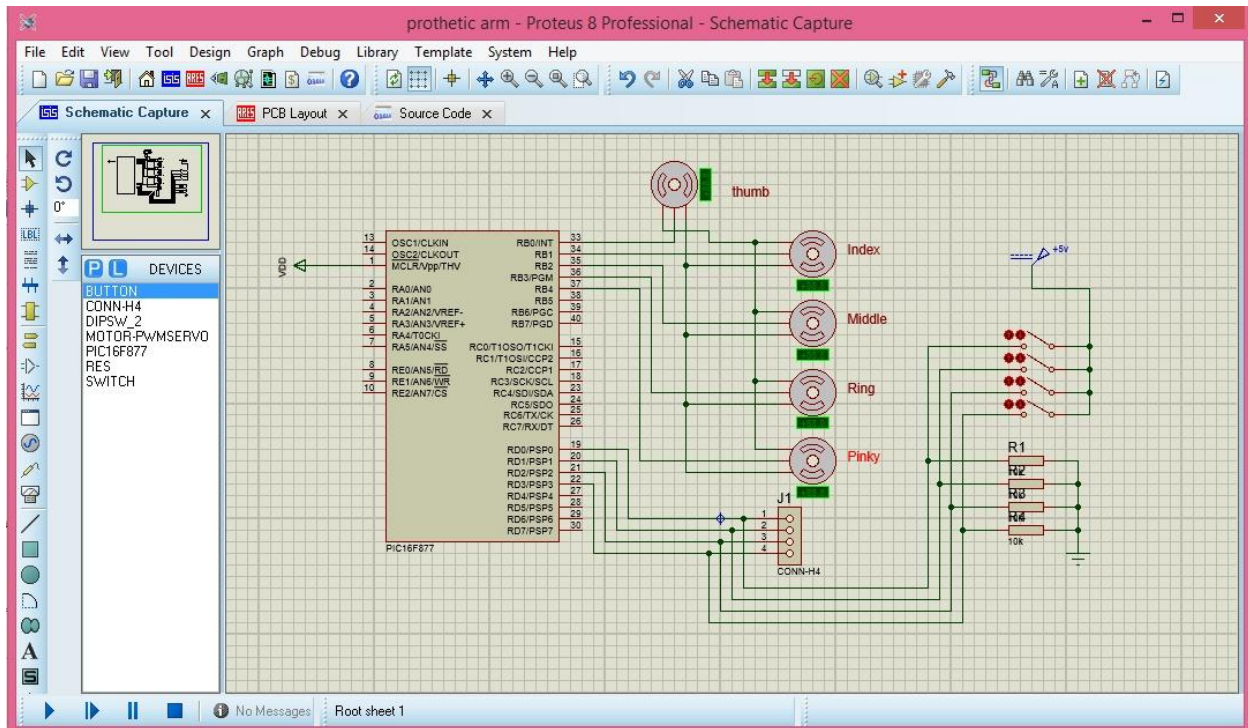 prothetic arm - Proteus 8 Professional - Schematic Capture
File Edit View Tool Design Graph Debug Library Template System Help
Schematic Capture
PCB Layout
Source Code
0°
P L DEVICES
BUTTON
CONN-H4
DIPSW_2
MOTOR-PWMSERVO
PIC16F877
RES
SWITCH
LBL
A
S
thumb
Index
Middle
Ring
Pinky
+5v
VDD
13 OSC1/CLKIN
14 OSC2/CLKOUT
1 MCLR/Vpp/THV
2 RA0/AN0
3 RA1/AN1
4 RA2/AN2/VREF-
5 RA3/AN3/VREF+
6 RA4/T0CKI
7 RA5/AN4/SS
8 RE0/AN5/RD
9 RE1/AN6/WR
10 RE2/AN7/CS
RB0/INT 33
RB1 34
RB2 35
RB3/PGM 36
RB4 37
RB5 38
RB6/PGC 39
RB7/PGD 40
RC0/T1OSO/T1CKI 15
RC1/T1OSI/CCP2 16
RC2/CCP1 17
RC3/SCK/SCL 18
RC4/SDI/SDA 23
RC5/SDO 24
RC6/TX/CK 25
RC7/RX/DT 26
RD0/PSP0 19
RD1/PSP1 20
RD2/PSP2 21
RD3/PSP3 22
RD4/PSP4 27
RD5/PSP5 28
RD6/PSP6 29
RD7/PSP7 30
PIC16F877
J1
1
2
3
4
CONN-H4
R1
R2
R3
R4
10k
No Messages
Root sheet 1